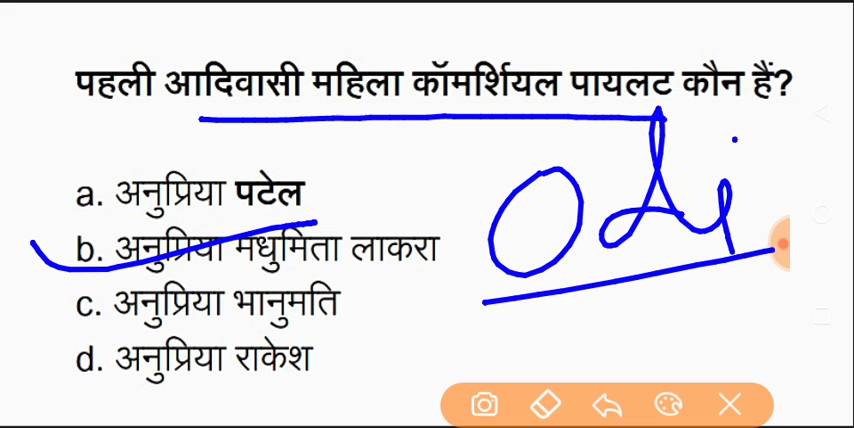 पहली आदिवासी महिला कॉमर्शियल पायलट कौन हैं?
a. अनुप्रिया पटेल
b. अनुप्रिया मधुमिता लाकरा
Odi
c. अनुप्रिया भानुमति
d. अनुप्रिया राकेश